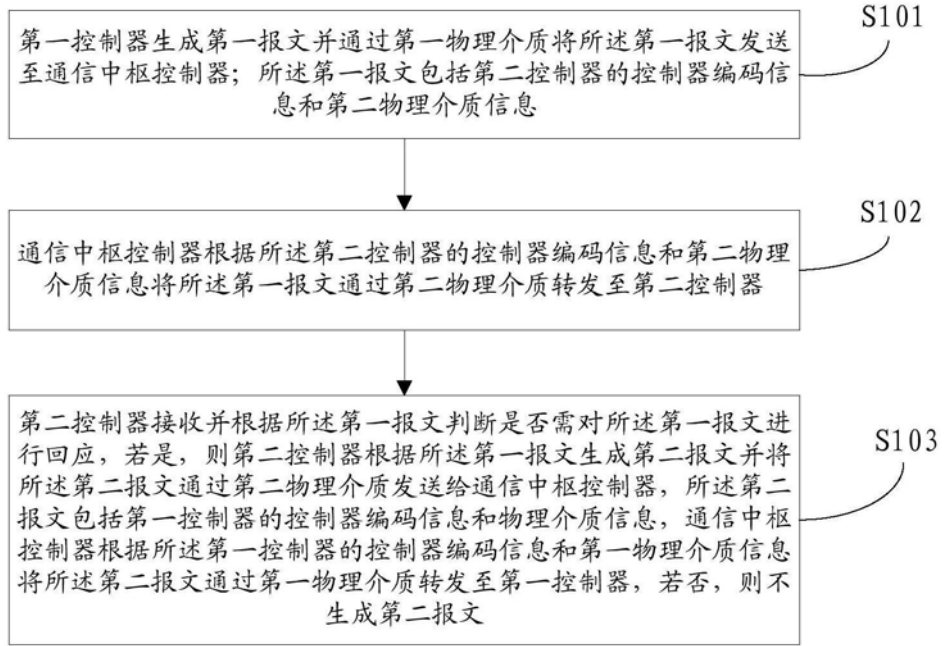 S101
第一控制器生成第一报文并通过第一物理介质将所述第一报文发送
至通信中枢控制器；所述第一报文包括第二控制器的控制器编码信
息和第二物理介质信息
S102
通信中枢控制器根据所述第二控制器的控制器编码信息和第二物理
介质信息将所述第一报文通过第二物理介质转发至第二控制器
S103
第二控制器接收并根据所述第一报文判断是否需对所述第一报文进
行回应，若是，则第二控制器根据所述第一报文生成第二报文并将
所述第二报文通过第二物理介质发送给通信中枢控制器，所述第二
报文包括第一控制器的控制器编码信息和物理介质信息，通信中枢
控制器根据所述第一控制器的控制器编码信息和第一物理介质信息
将所述第二报文通过第一物理介质转发至第一控制器，若否，则不
生成第二报文